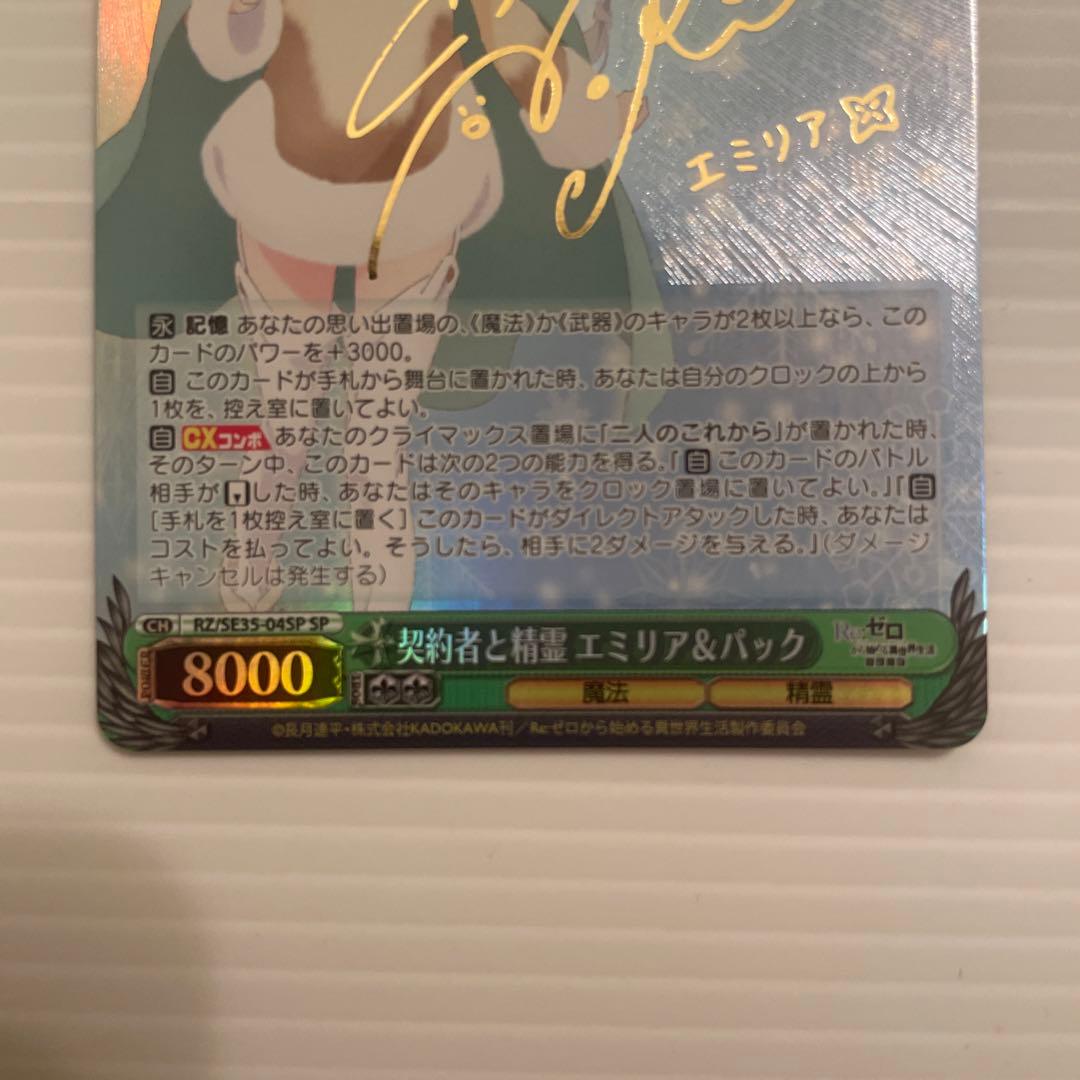 エミリア
永 記憶 あなたの思い出置場の、《魔法》か《武器》のキャラが2枚以上なら、この
カードのパワーを+3000。
自 このカードが手札から舞台に置かれた時、あなたは自分のクロックの上から
1枚を、控え室に置いてよい。
自 CXコンボ あなたのクライマックス置場に「二人のこれから」が置かれた時、
そのターン中、このカードは次の2つの能力を得る。「自 このカードのバトル
相手がした時、あなたはそのキャラをクロック置場に置いてよい。」「自
[手札を1枚控え室に置く] このカードがダイレクトアタックした時、あなたは
コストを払ってよい。そうしたら、相手に2ダメージを与える。」(ダメージ
キャンセルは発生する)
CH RZ/SE35-04SP SP
契約者と精霊 エミリア&パック
Re:ゼロ
から始める異世界生活
POWER 8000
SOUL
魔法 精霊
©長月達平・株式会社KADOKAWA刊/Re:ゼロから始める異世界生活製作委員会